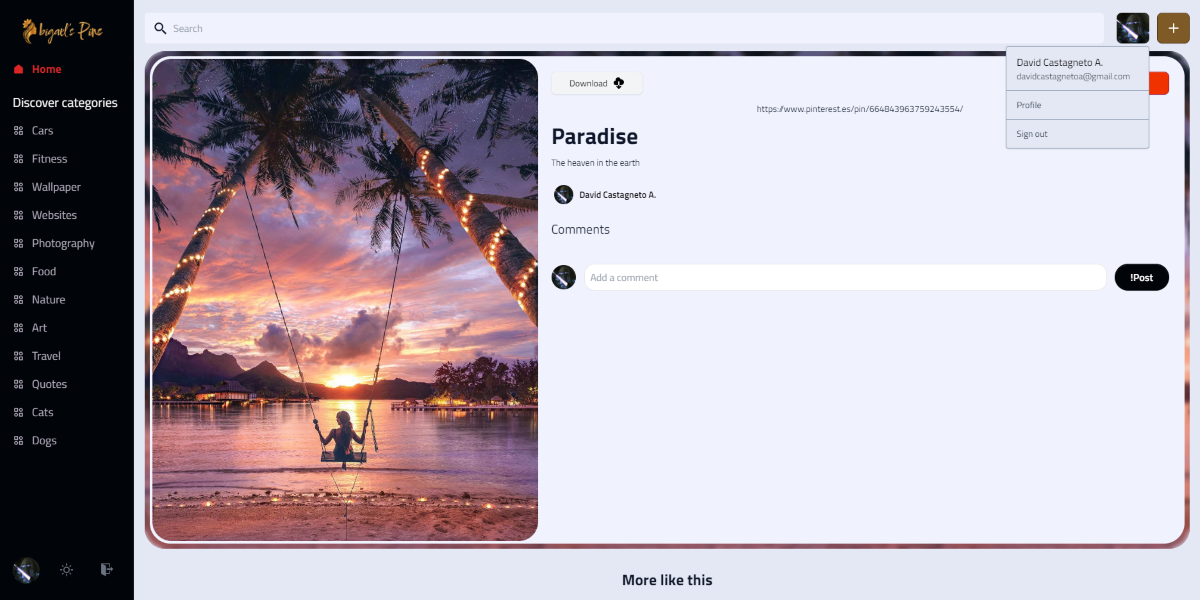 Abigael's Pins
Home
Discover categories
Cars
Fitness
Wallpaper
Websites
Photography
Food
Nature
Art
Travel
Quotes
Cats
Dogs
Search
David Castagneto A.
davidcastagnetoa@gmail.com
Profile
Sign out
Download
https://www.pinterest.es/pin/664843963759243554/
Paradise
The heaven in the earth
David Castagneto A.
Comments
Add a comment
!Post
More like this